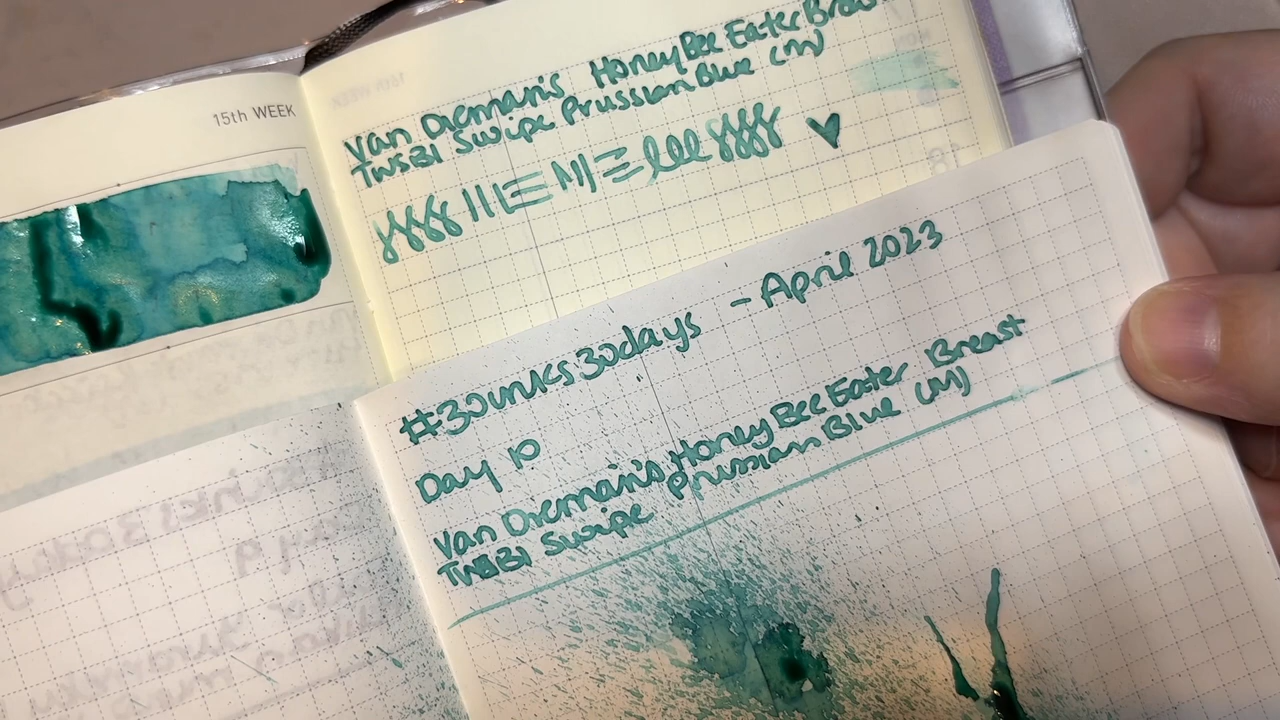 15th WEEK
Van Dieman's Honey Bee Eater Breast
TWSBI Swipe Prussian Blue (M)
#30inks30days - April 2023
Day 10
Van Dieman's Honey Bee Eater Breast
TWSBI Swipe Prussian Blue (M)